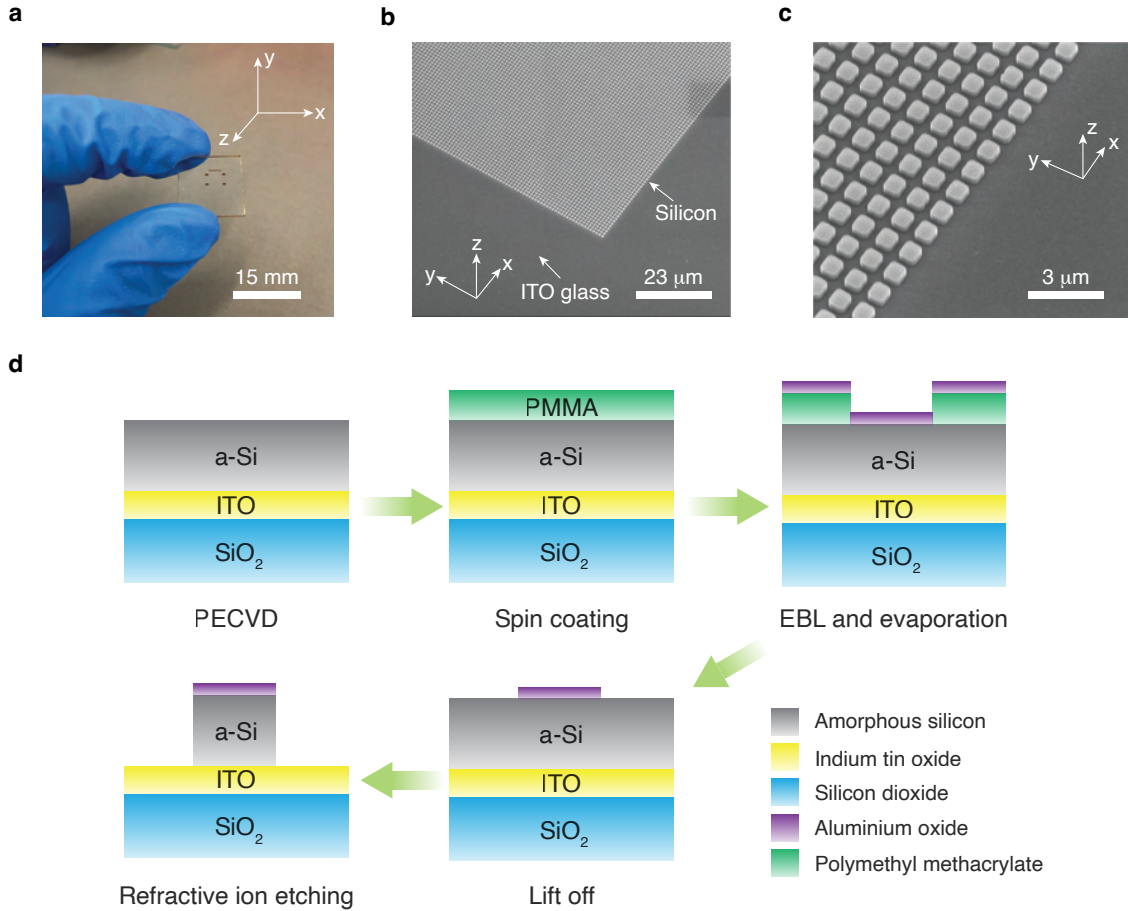 a
b
c
y
x
z
15 mm
Silicon
z
x
y
ITO glass
23 μm
z
x
y
3 μm
d
a-Si
ITO
SiO2
PECVD
PMMA
a-Si
ITO
SiO2
Spin coating
a-Si
ITO
SiO2
EBL and evaporation
a-Si
ITO
SiO2
Refractive ion etching
a-Si
ITO
SiO2
Lift off
Amorphous silicon
Indium tin oxide
Silicon dioxide
Aluminium oxide
Polymethyl methacrylate